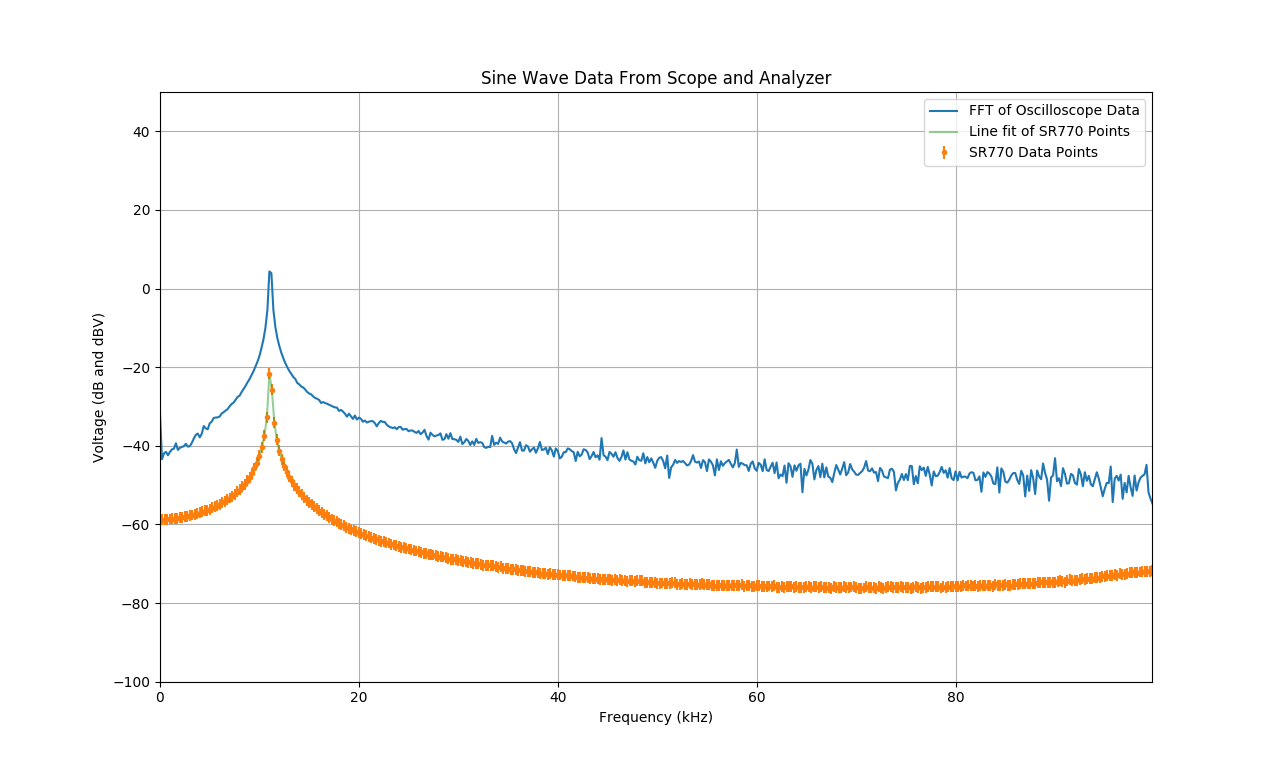 Sine Wave Data From Scope and Analyzer
FFT of Oscilloscope Data
Line fit of SR770 Points
SR770 Data Points
40
20
0
−20
−40
−60
−80
−100
Voltage (dB and dBV)
0 20 40 60 80
Frequency (kHz)